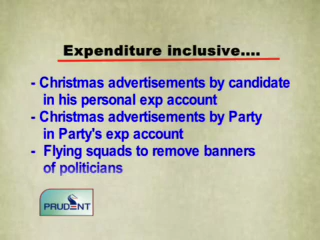 Expenditure inclusive....
- Christmas advertisements by candidate
in his personal exp account
- Christmas advertisements by Party
in Party's exp account
- Flying squads to remove banners
of politicians
PRUDENT